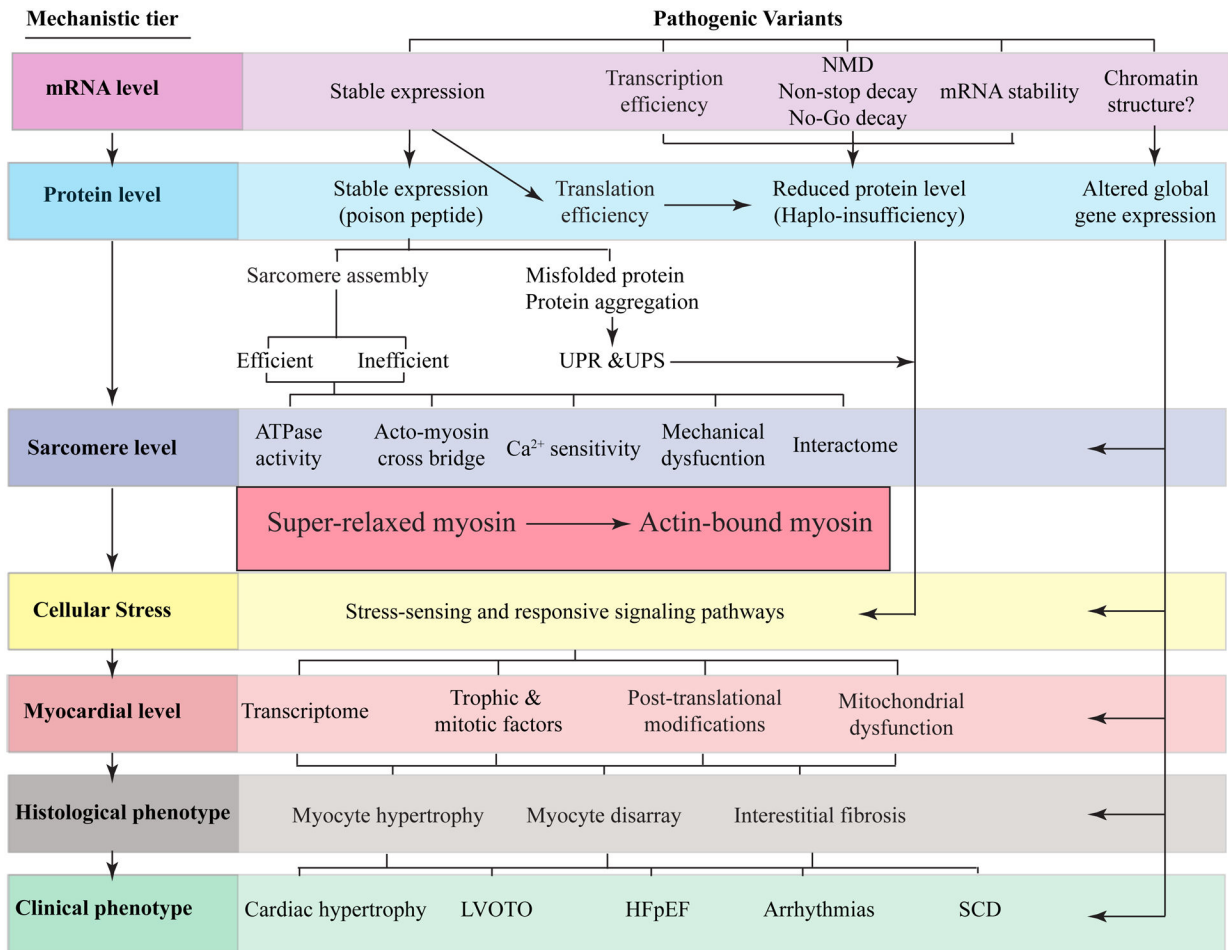 Mechanistic tier
Pathogenic Variants
mRNA level
Stable expression
Transcription
efficiency
NMD
Non-stop decay
No-Go decay
mRNA stability
Chromatin
structure?
Protein level
Stable expression
(poison peptide)
Translation
efficiency
Reduced protein level
(Haplo-insufficiency)
Altered global
gene expression
Sarcomere assembly
Misfolded protein
Protein aggregation
Efficient
Inefficient
UPR &UPS
Sarcomere level
ATPase
activity
Acto-myosin
cross bridge
Ca²⁺ sensitivity
Mechanical
dysfucntion
Interactome
Super-relaxed myosin
Actin-bound myosin
Cellular Stress
Stress-sensing and responsive signaling pathways
Myocardial level
Transcriptome
Trophic &
mitotic factors
Post-translational
modifications
Mitochondrial
dysfunction
Histological phenotype
Myocyte hypertrophy
Myocyte disarray
Interestitial fibrosis
Clinical phenotype
Cardiac hypertrophy
LVOTO
HFpEF
Arrhythmias
SCD